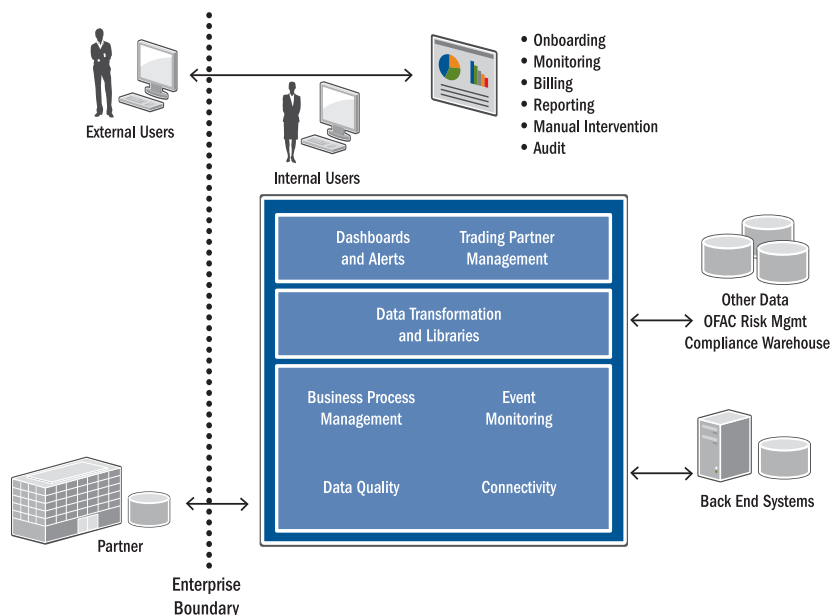 • Onboarding
• Monitoring
• Billing
• Reporting
• Manual Intervention
• Audit
External Users
Internal Users
Dashboards
and Alerts
Trading Partner
Management
Data Transformation
and Libraries
Other Data
OFAC Risk Mgmt
Compliance Warehouse
Business Process
Management
Event
Monitoring
Data Quality
Connectivity
Back End Systems
Partner
Enterprise
Boundary